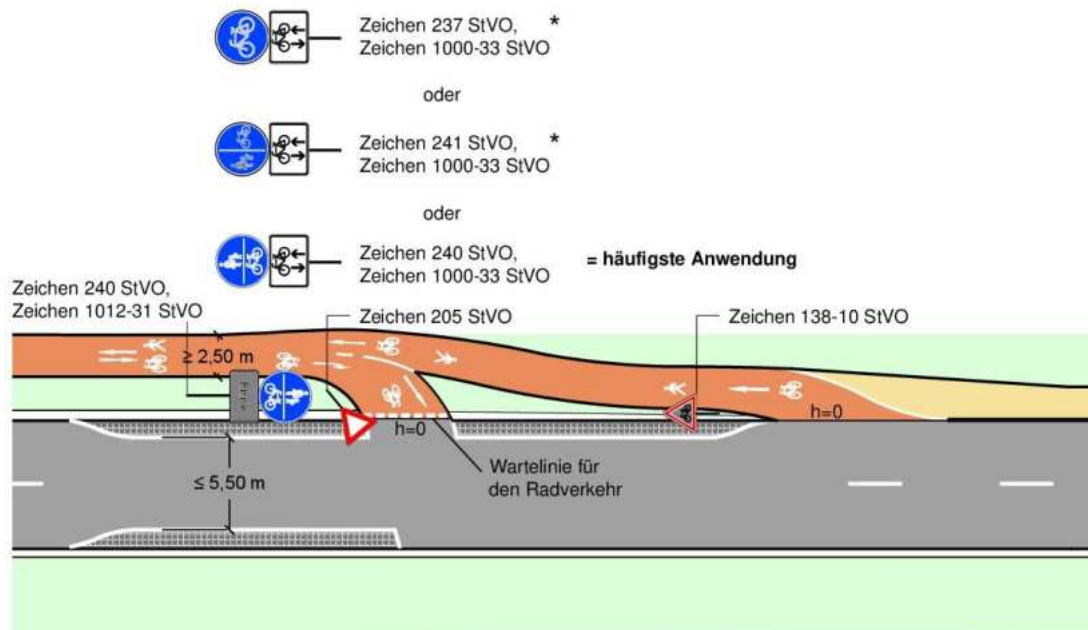 Zeichen 237 StVO, *
Zeichen 1000-33 StVO
oder
Zeichen 241 StVO, *
Zeichen 1000-33 StVO
oder
Zeichen 240 StVO,
Zeichen 1000-33 StVO
= häufigste Anwendung
Zeichen 240 StVO,
Zeichen 1012-31 StVO
Zeichen 205 StVO
Zeichen 138-10 StVO
≥ 2,50 m
h=0
h=0
Wartelinie für
den Radverkehr
≤ 5,50 m